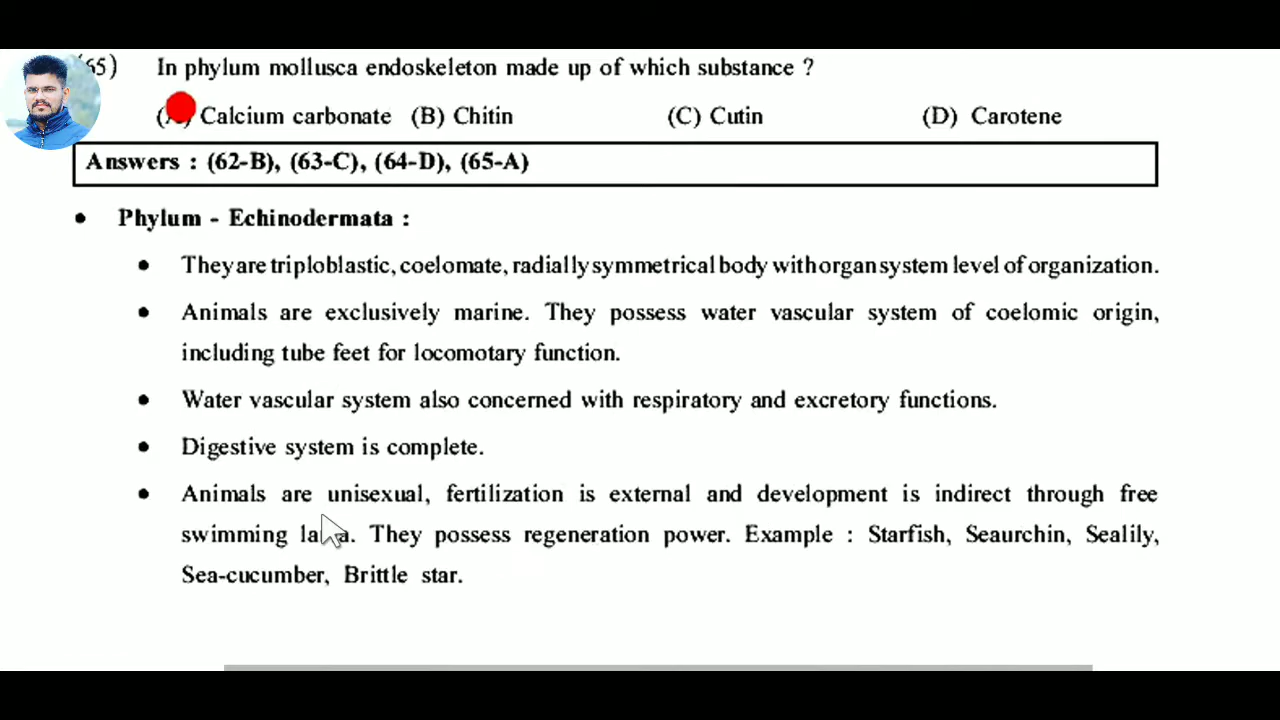 65) In phylum mollusca endoskeleton made up of which substance ?
Calcium carbonate (B) Chitin (C) Cutin (D) Carotene
Answers : (62-B), (63-C), (64-D), (65-A)
• Phylum - Echinodermata :
• They are triploblastic, coelomate, radially symmetrical body with organ system level of organization.
• Animals are exclusively marine. They possess water vascular system of coelomic origin,
including tube feet for locomotary function.
• Water vascular system also concerned with respiratory and excretory functions.
• Digestive system is complete.
• Animals are unisexual, fertilization is external and development is indirect through free
swimming They possess regeneration power. Example : Starfish, Seaurchin, Sealily,
Sea-cucumber, Brittle star.